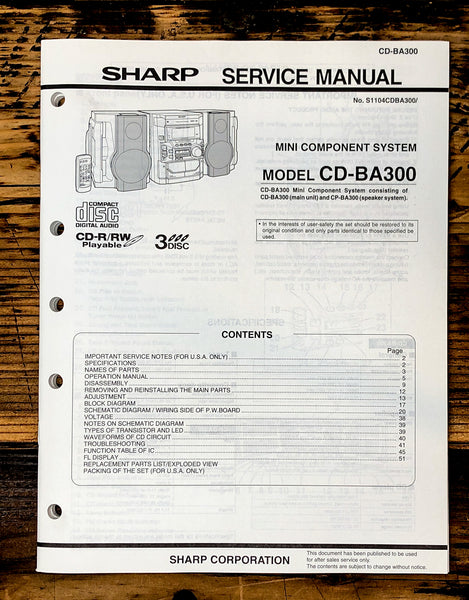 CD-BA300
SHARP SERVICE MANUAL
No. S1104CDBA300/
MINI COMPONENT SYSTEM
MODEL CD-BA300
CD-BA300 Mini Component System consisting of
CD-BA300 (main unit) and CP-BA300 (speaker system).
• In the interests of user-safety the set should be restored to its
original condition and only parts identical to those specified be
used.
COMPACT
disc
DIGITAL AUDIO
CD-R/RW
Playable
3DISC
CONTENTS
Page
IMPORTANT SERVICE NOTES (FOR U.S.A. ONLY) 2
SPECIFICATIONS 2
NAMES OF PARTS 3
OPERATION MANUAL 5
DISASSEMBLY 9
REMOVING AND REINSTALLING THE MAIN PARTS 12
ADJUSTMENT 13
BLOCK DIAGRAM 17
SCHEMATIC DIAGRAM / WIRING SIDE OF P.W.BOARD 20
VOLTAGE 38
NOTES ON SCHEMATIC DIAGRAM 39
TYPES OF TRANSISTOR AND LED 39
WAVEFORMS OF CD CIRCUIT 40
TROUBLESHOOTING 41
FUNCTION TABLE OF IC 45
FL DISPLAY 51
REPLACEMENT PARTS LIST/EXPLODED VIEW
PACKING OF THE SET (FOR U.S.A. ONLY)
SHARP CORPORATION
This document has been published to be used
for after sales service only.
The contents are subject to change without notice.